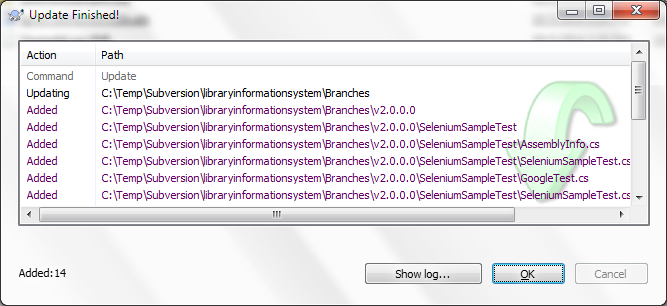 Update Finished!
Action Path
Command Update
Updating C:\Temp\Subversion\libraryinformationsystem\Branches
Added C:\Temp\Subversion\libraryinformationsystem\Branches\v2.0.0.0
Added C:\Temp\Subversion\libraryinformationsystem\Branches\v2.0.0.0\SeleniumSampleTest
Added C:\Temp\Subversion\libraryinformationsystem\Branches\v2.0.0.0\SeleniumSampleTest\AssemblyInfo.cs
Added C:\Temp\Subversion\libraryinformationsystem\Branches\v2.0.0.0\SeleniumSampleTest\SeleniumSampleTest.cs
Added C:\Temp\Subversion\libraryinformationsystem\Branches\v2.0.0.0\SeleniumSampleTest\GoogleTest.cs
Added C:\Temp\Subversion\libraryinformationsystem\Branches\v2.0.0.0\SeleniumSampleTest\SeleniumSampleTest.cs
Added:14 Show log... OK Cancel